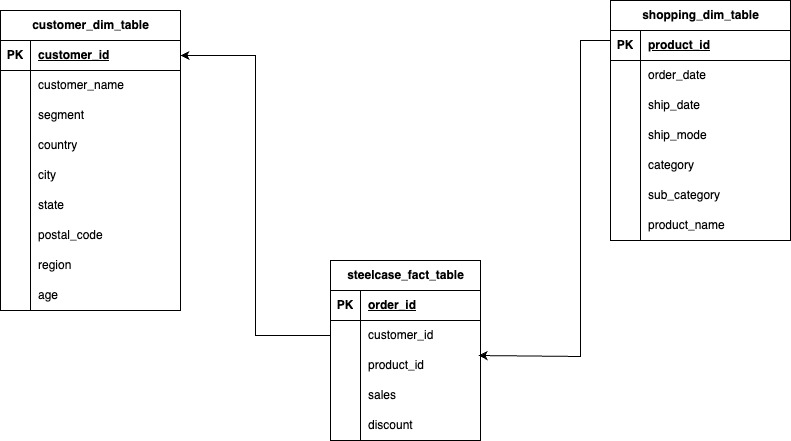 customer_dim_table
PK customer_id
customer_name
segment
country
city
state
postal_code
region
age
shopping_dim_table
PK product_id
order_date
ship_date
ship_mode
category
sub_category
product_name
steelcase_fact_table
PK order_id
customer_id
product_id
sales
discount